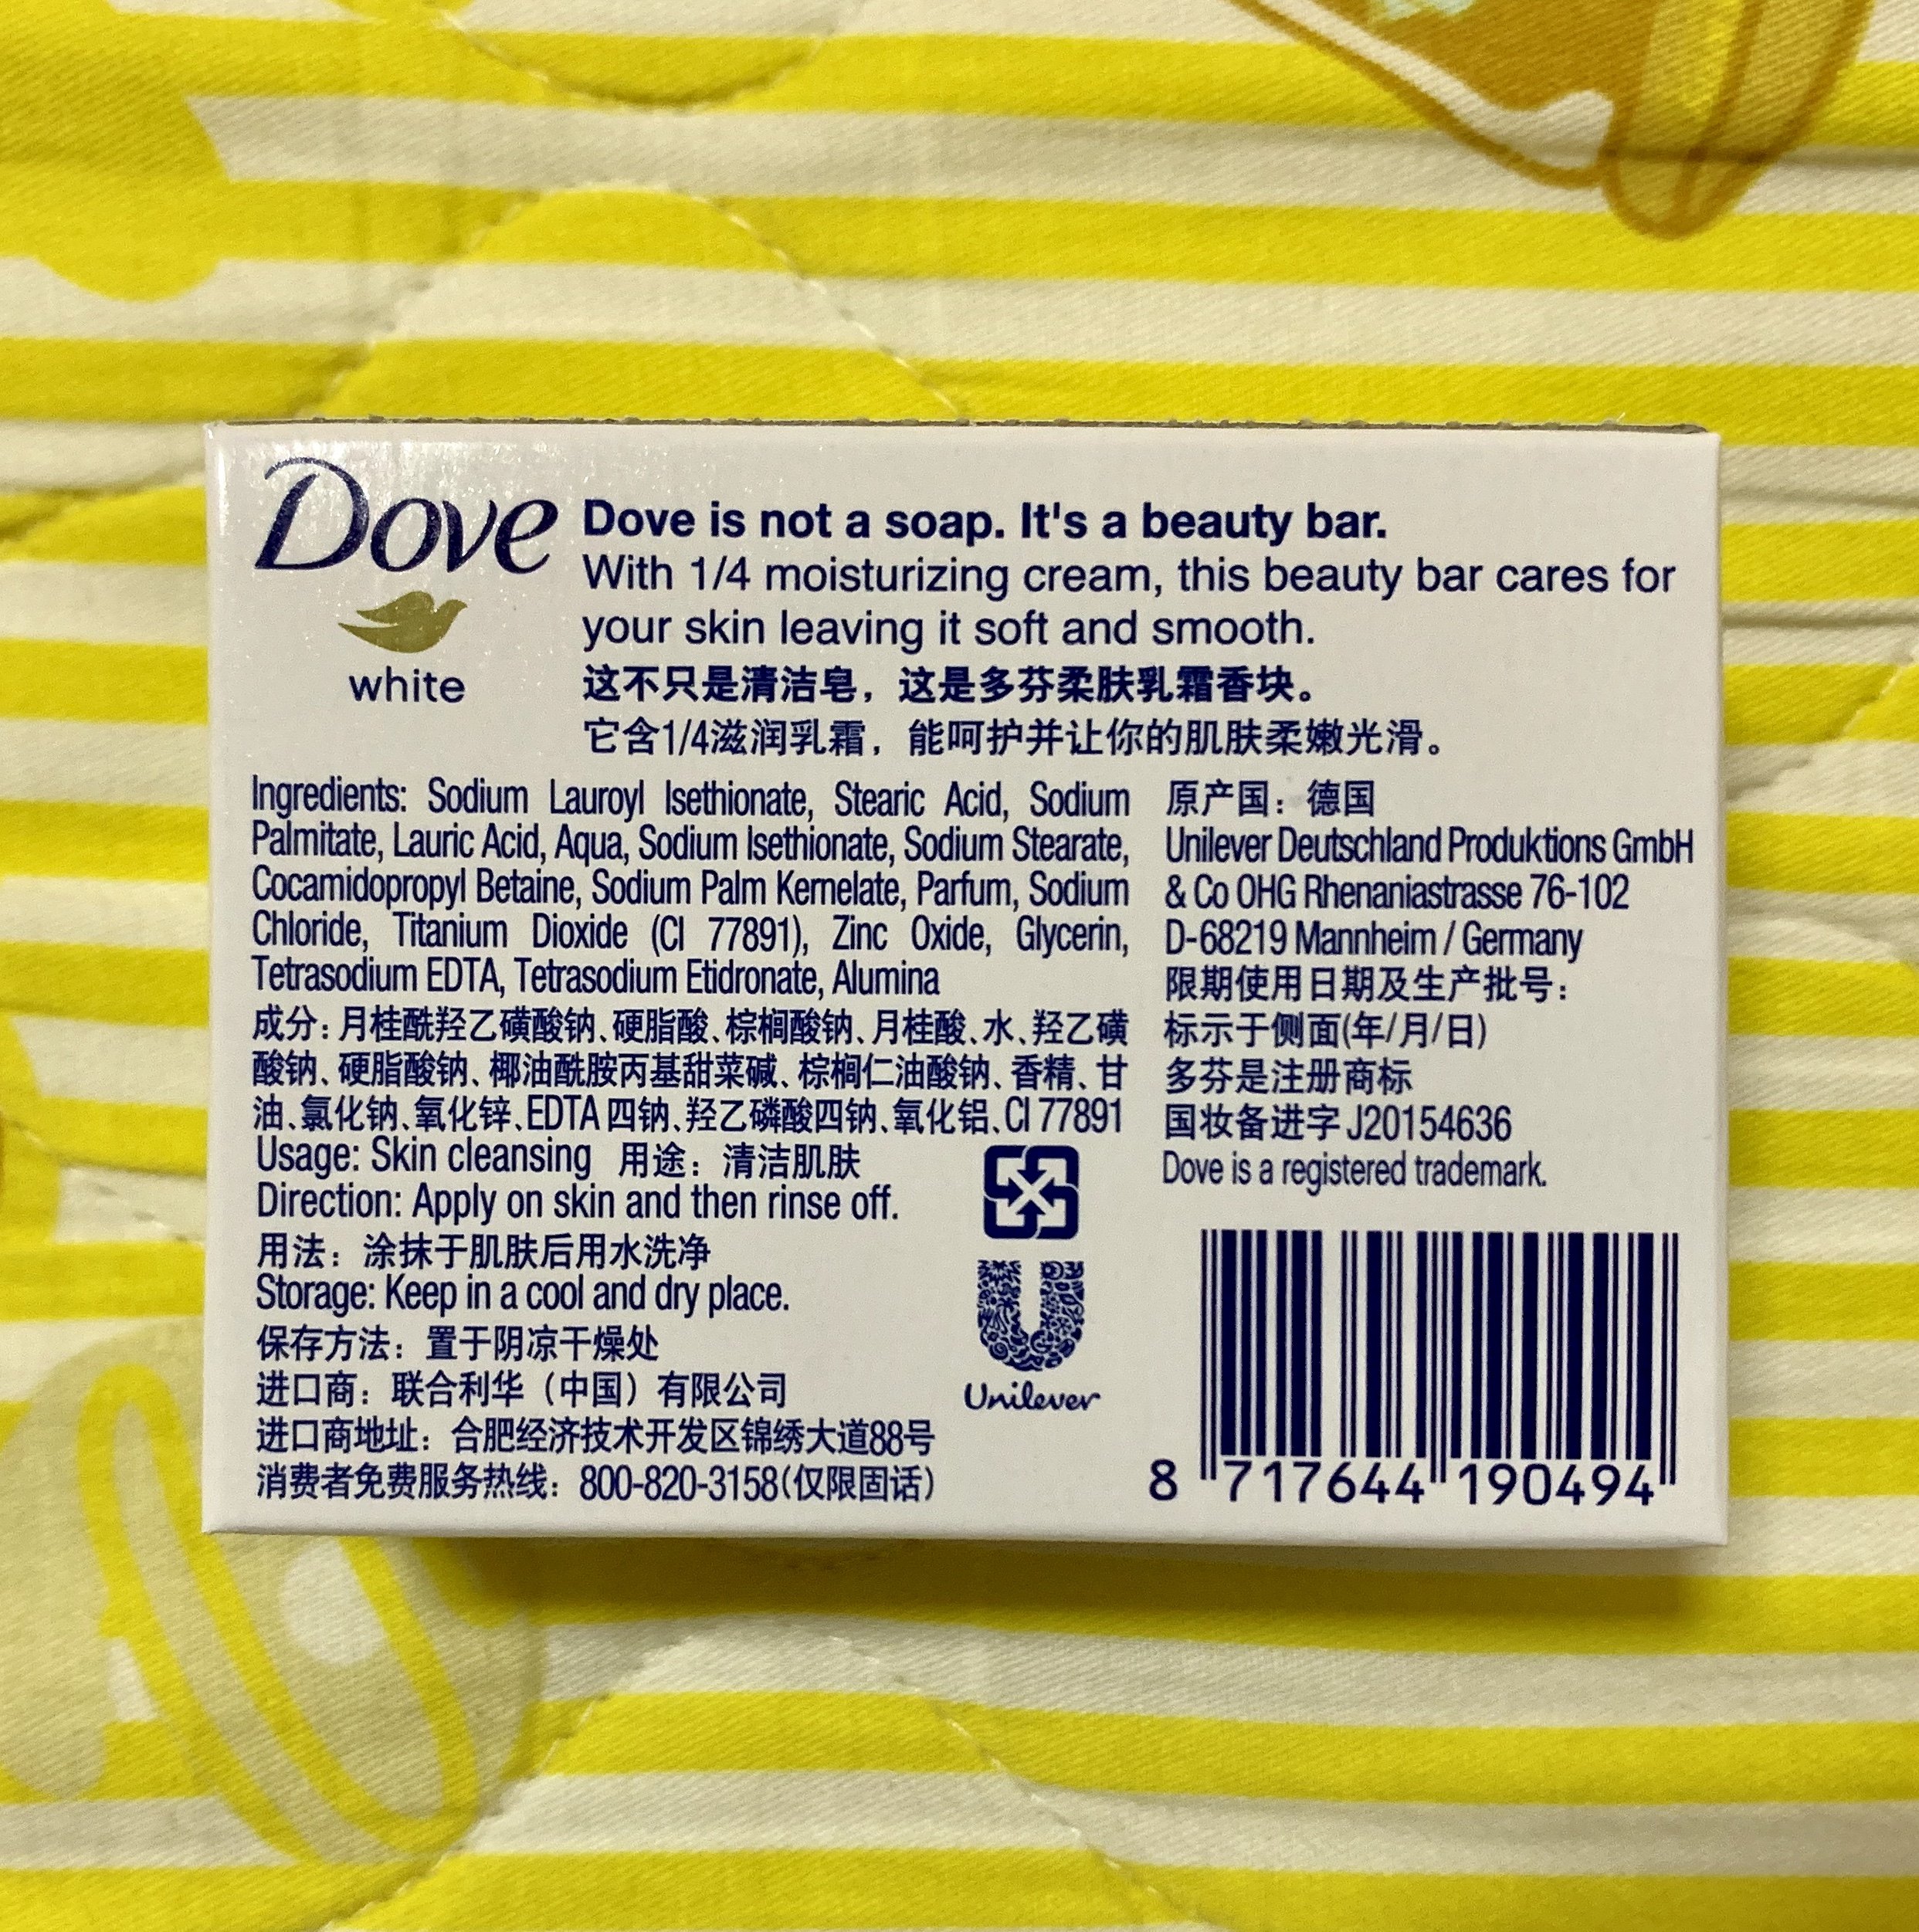 Dove
white
Dove is not a soap. It's a beauty bar.
With 1/4 moisturizing cream, this beauty bar cares for
your skin leaving it soft and smooth.
这不只是清洁皂，这是多芬柔肤乳霜香块。
它含1/4滋润乳霜，能呵护并让你的肌肤柔嫩光滑。
Ingredients: Sodium Lauroyl Isethionate, Stearic Acid, Sodium
Palmitate, Lauric Acid, Aqua, Sodium Isethionate, Sodium Stearate,
Cocamidopropyl Betaine, Sodium Palm Kernelate, Parfum, Sodium
Chloride, Titanium Dioxide (CI 77891), Zinc Oxide, Glycerin,
Tetrasodium EDTA, Tetrasodium Etidronate, Alumina
成分：月桂酰羟乙磺酸钠、硬脂酸、棕榈酸钠、月桂酸、水、羟乙磺
酸钠、硬脂酸钠、椰油酰胺丙基甜菜碱、棕榈仁油酸钠、香精、甘
油、氯化钠、氧化锌、EDTA 四钠、羟乙磷酸四钠、氧化铝、CI 77891
Usage: Skin cleansing 用途：清洁肌肤
Direction: Apply on skin and then rinse off.
用法：涂抹于肌肤后用水洗净
Storage: Keep in a cool and dry place.
保存方法：置于阴凉干燥处
进口商：联合利华（中国）有限公司
进口商地址：合肥经济技术开发区锦绣大道88号
消费者免费服务热线：800-820-3158(仅限固话)
Unilever
原产国：德国
Unilever Deutschland Produktions GmbH
& Co OHG Rhenaniastrasse 76-102
D-68219 Mannheim / Germany
限期使用日期及生产批号：
标示于侧面(年/月/日)
多芬是注册商标
国妆备进字 J20154636
Dove is a registered trademark.
8 717644 190494